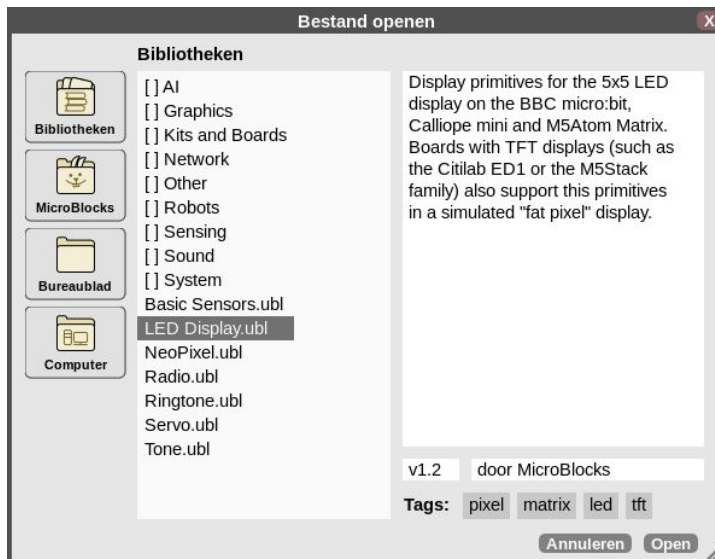 Bestand openen
X
Bibliotheken
Bibliotheken
MicroBlocks
Bureaublad
Computer
[ ] AI
[ ] Graphics
[ ] Kits and Boards
[ ] Network
[ ] Other
[ ] Robots
[ ] Sensing
[ ] Sound
[ ] System
Basic Sensors.ubl
LED Display.ubl
NeoPixel.ubl
Radio.ubl
Ringtone.ubl
Servo.ubl
Tone.ubl
Display primitives for the 5x5 LED
display on the BBC micro:bit,
Calliope mini and M5Atom Matrix.
Boards with TFT displays (such as
the Citilab ED1 or the M5Stack
family) also support this primitives
in a simulated "fat pixel" display.
v1.2 door MicroBlocks
Tags: pixel matrix led tft
Annuleren Open